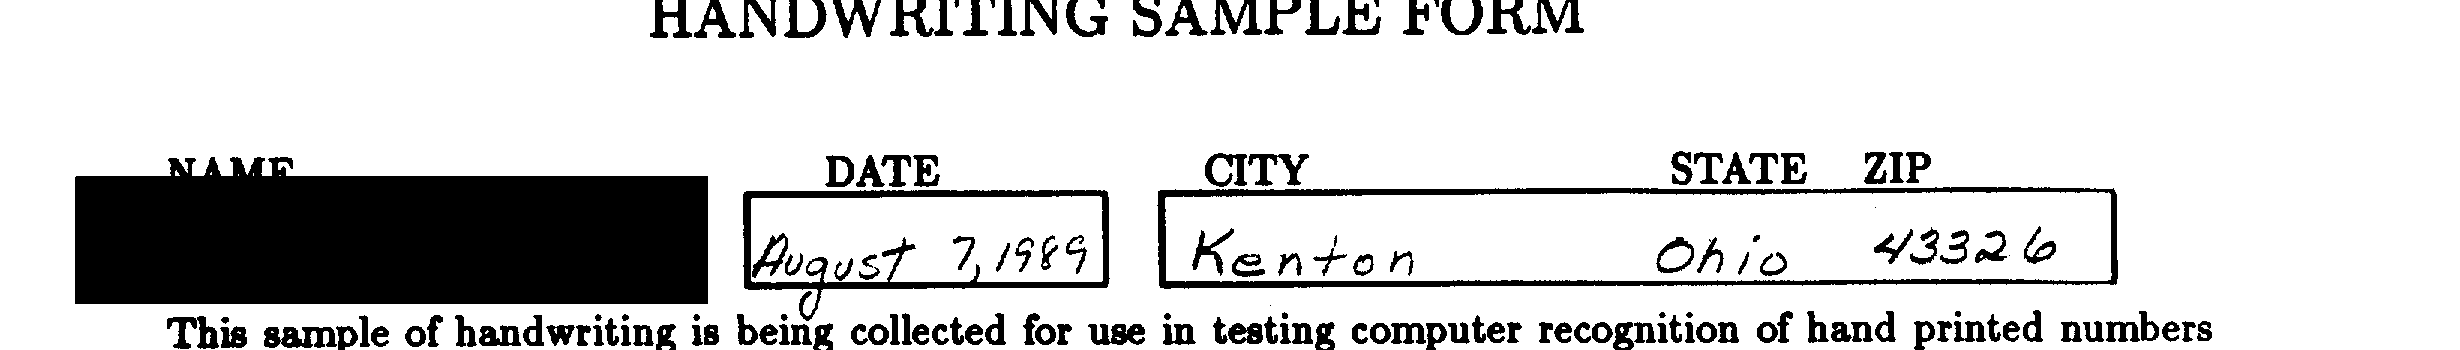 HANDWRITING SAMPLE FORM
NAME DATE CITY STATE ZIP
August 7, 1989 Kenton Ohio 43326
This sample of handwriting is being collected for use in testing computer recognition of hand printed numbers